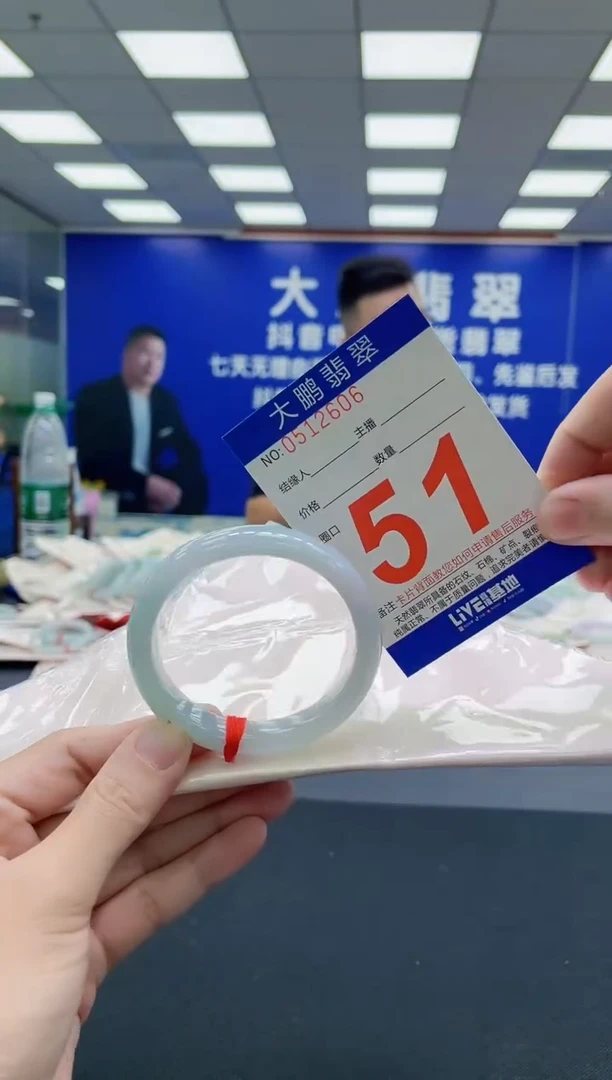 大 翡翠
抖音 翡翠
七天无理由 、先鉴后发
发货
大鹏翡翠
NO:0512606
结缘人 主播
价格 数量
圈口
51
备注:卡片背面教您如何申请售后服务
天然翡翠所具备的石纹、石棉、矿点、裂
纯属正常,不属于质量问题,追求完美者请慎
LIVE 基地